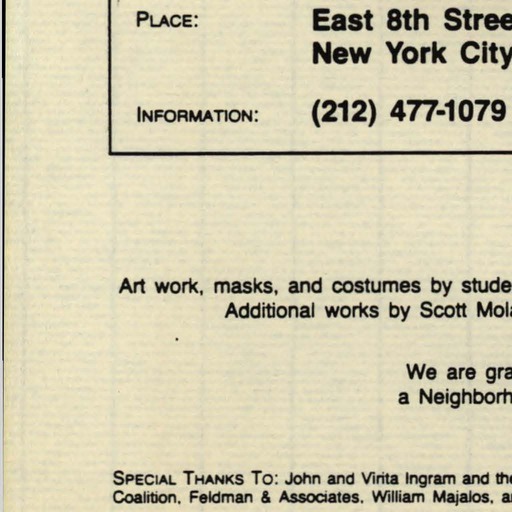 PLACE: East 8th Stree
New York City
INFORMATION: (212) 477-1079
Art work, masks, and costumes by stude
Additional works by Scott Mola
We are gra
a Neighborh
SPECIAL THANKS TO: John and Virita Ingram and the
Coalition, Feldman & Associates, William Majalos, a